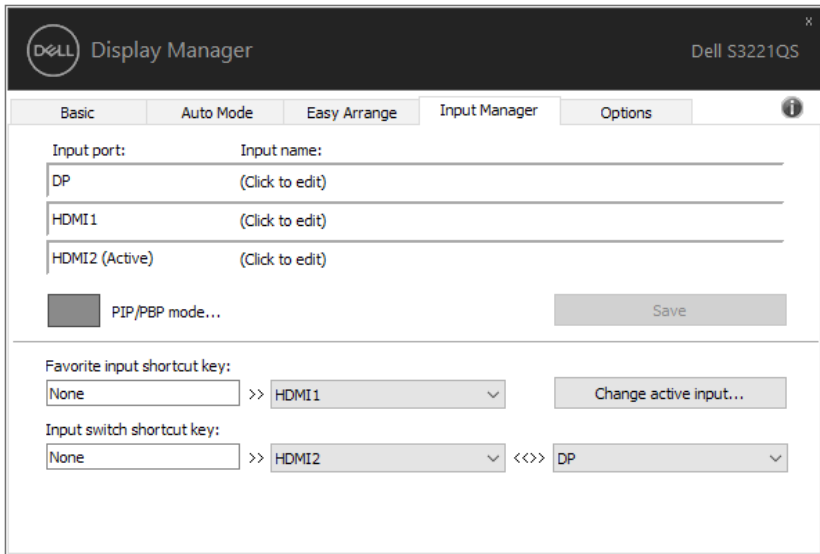 x
DELL Display Manager Dell S3221QS
Basic Auto Mode Easy Arrange Input Manager Options i
Input port: Input name:
DP (Click to edit)
HDMI1 (Click to edit)
HDMI2 (Active) (Click to edit)
PIP/PBP mode... Save
Favorite input shortcut key:
None >> HDMI1 Change active input...
Input switch shortcut key:
None >> HDMI2 <<>> DP